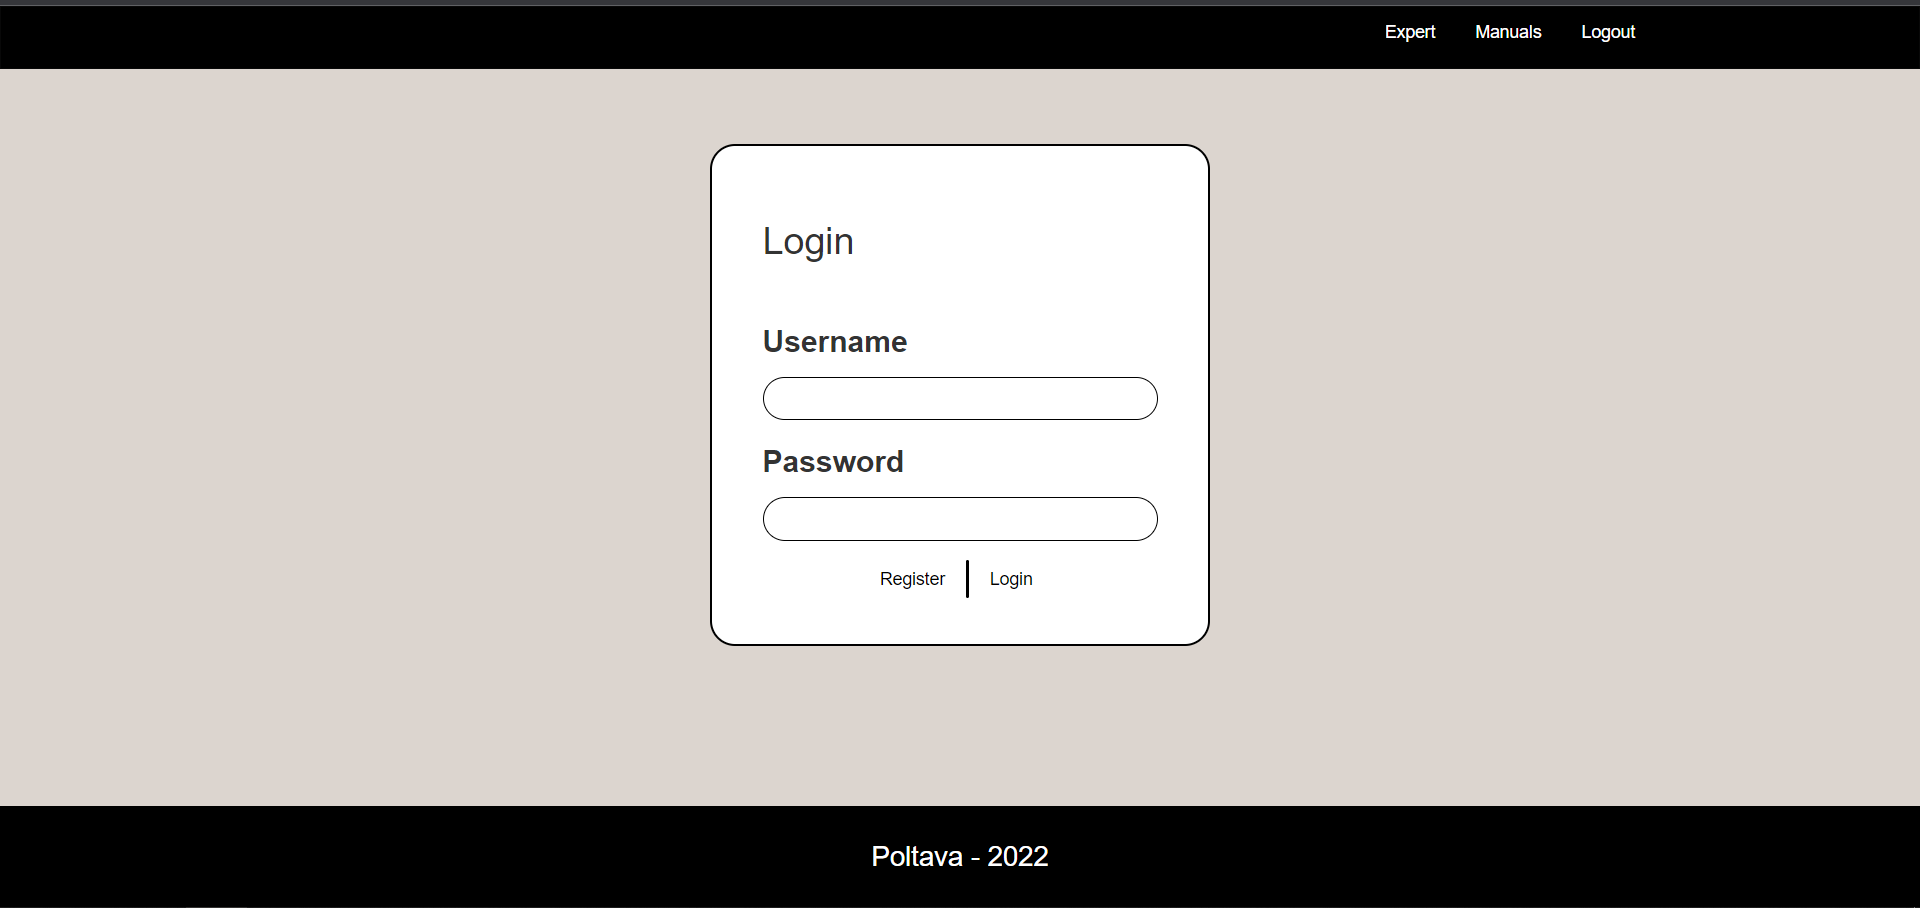 Expert Manuals Logout
Login
Username
Password
Register Login
Poltava - 2022